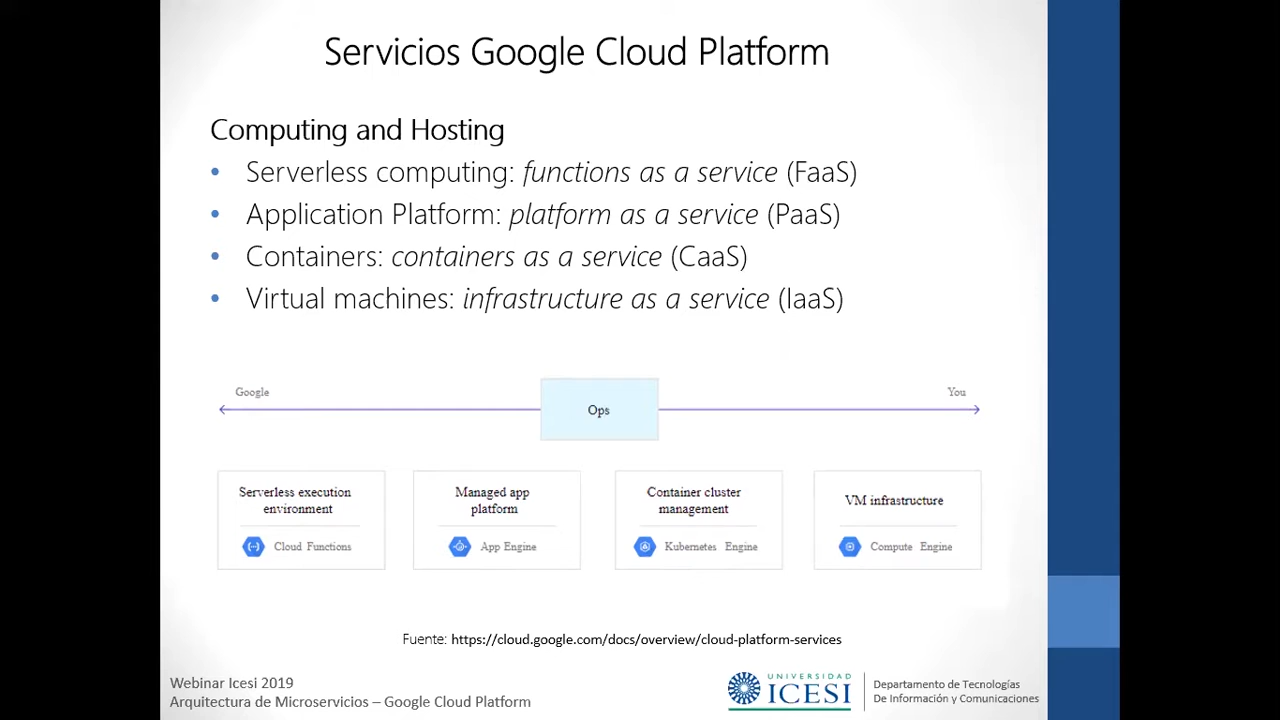 Servicios Google Cloud Platform
Computing and Hosting
• Serverless computing: functions as a service (FaaS)
• Application Platform: platform as a service (PaaS)
• Containers: containers as a service (CaaS)
• Virtual machines: infrastructure as a service (IaaS)
Google
Ops
You
Serverless execution
environment
Cloud Functions
Managed app
platform
App Engine
Container cluster
management
Kubernetes Engine
VM infrastructure
Compute Engine
Fuente: https://cloud.google.com/docs/overview/cloud-platform-services
Webinar Icesi 2019
Arquitectura de Microservicios – Google Cloud Platform
UNIVERSIDAD
ICESI
Departamento de Tecnologías
De Información y Comunicaciones